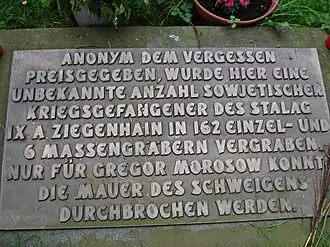 ANONYM DEM VERGESSEN
PREISGEGEBEN, WURDE HIER EINE
UNBEKANNTE ANZAHL SOWJETISCHER
KRIEGSGEFANGENER DES STALAG
IX A ZIEGENHAIN IN 162 EINZEL- UND
6 MASSENGRÄBERN VERGRABEN.
NUR FÜR GREGOR MOROSOW KONNTE
DIE MAUER DES SCHWEIGENS
DURCHBROCHEN WERDEN.